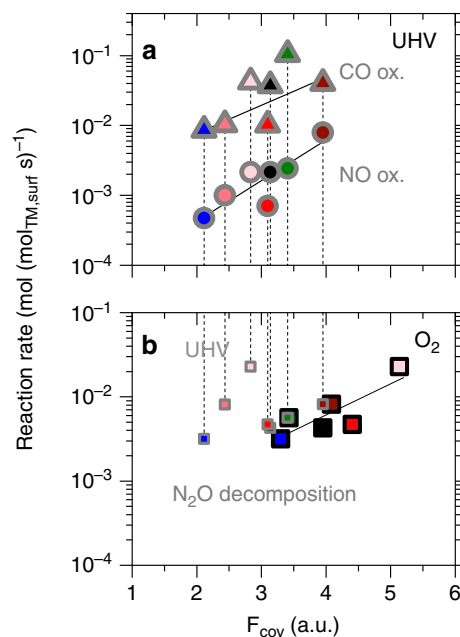 a
UHV
CO ox.
NO ox.
10⁻¹
10⁻²
10⁻³
10⁻⁴
b
UHV
O₂
N₂O decomposition
10⁻¹
10⁻²
10⁻³
10⁻⁴
Reaction rate (mol (mol_TM,surf s)⁻¹)
1 2 3 4 5 6
F_cov (a.u.)